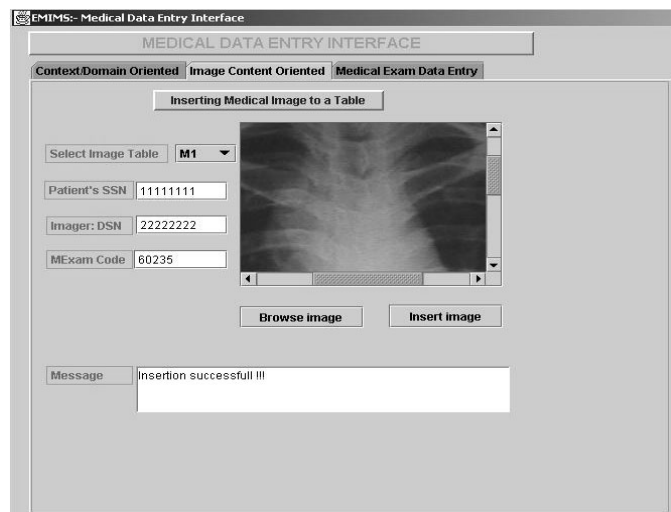 EMIMS:- Medical Data Entry Interface
MEDICAL DATA ENTRY INTERFACE
Context/Domain Oriented Image Content Oriented Medical Exam Data Entry
Inserting Medical Image to a Table
Select Image Table M1
Patient's SSN 11111111
Imager: DSN 22222222
MExam Code 60235
Browse image Insert image
Message Insertion successfull !!!